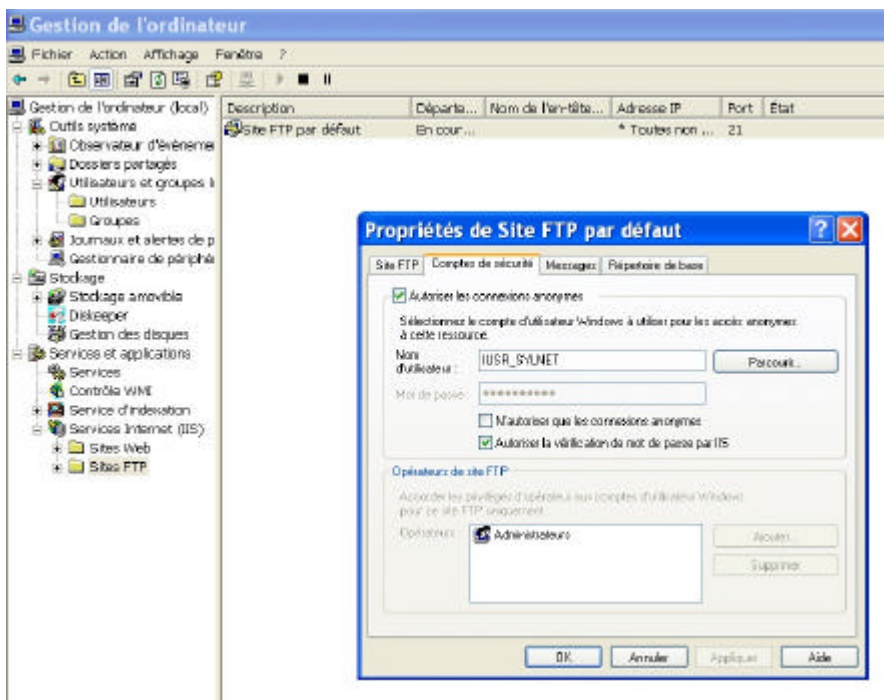 Gestion de l'ordinateur
Fichier Action Affichage Fenêtre ?
Gestion de l'ordinateur (local)
Outils système
Observateur d'évèneme
Dossiers partagés
Utilisateurs et groupes l
Utilisateurs
Groupes
Journaux et alertes de p
Gestionnaire de périphé
Stockage
Stockage amovible
Diskeeper
Gestion des disques
Services et applications
Services
Contrôle WMI
Service d'indexation
Services Internet (IIS)
Sites Web
Sites FTP
Description Départe... Nom de l'en-tête... Adresse IP Port État
Site FTP par défaut En cour... * Toutes non ... 21
Propriétés de Site FTP par défaut
Site FTP Comptes de sécurité Messages Répertoire de base
Autoriser les connexions anonymes
Sélectionnez le compte d'utilisateur Windows à utiliser pour les accès anonymes
à cette ressource.
Nom
d'utilisateur : IUSR_SYLNET Parcourir...
Mot de passe : **********
N'autoriser que les connexions anonymes
Autoriser la vérification de mot de passe par IIS
Opérateurs de site FTP
Accorder les privilèges d'opérateur aux comptes d'utilisateur Windows
pour ce site FTP uniquement.
Opérateurs : Administrateurs Ajouter...
Supprimer
OK Annuler Appliquer Aide